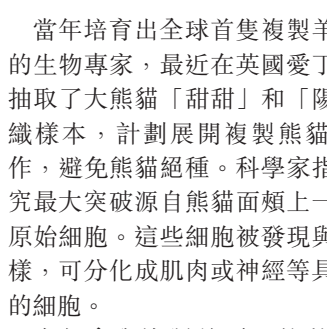 當年培育出全球首隻複製羊
的生物專家，最近在英國愛丁
抽取了大熊貓「甜甜」和「陽
織樣本，計劃展開複製熊貓
作，避免熊貓絕種。科學家指
究最大突破源自熊貓面頰上一
原始細胞。這些細胞被發現與
樣，可分化成肌肉或神經等具
的細胞。